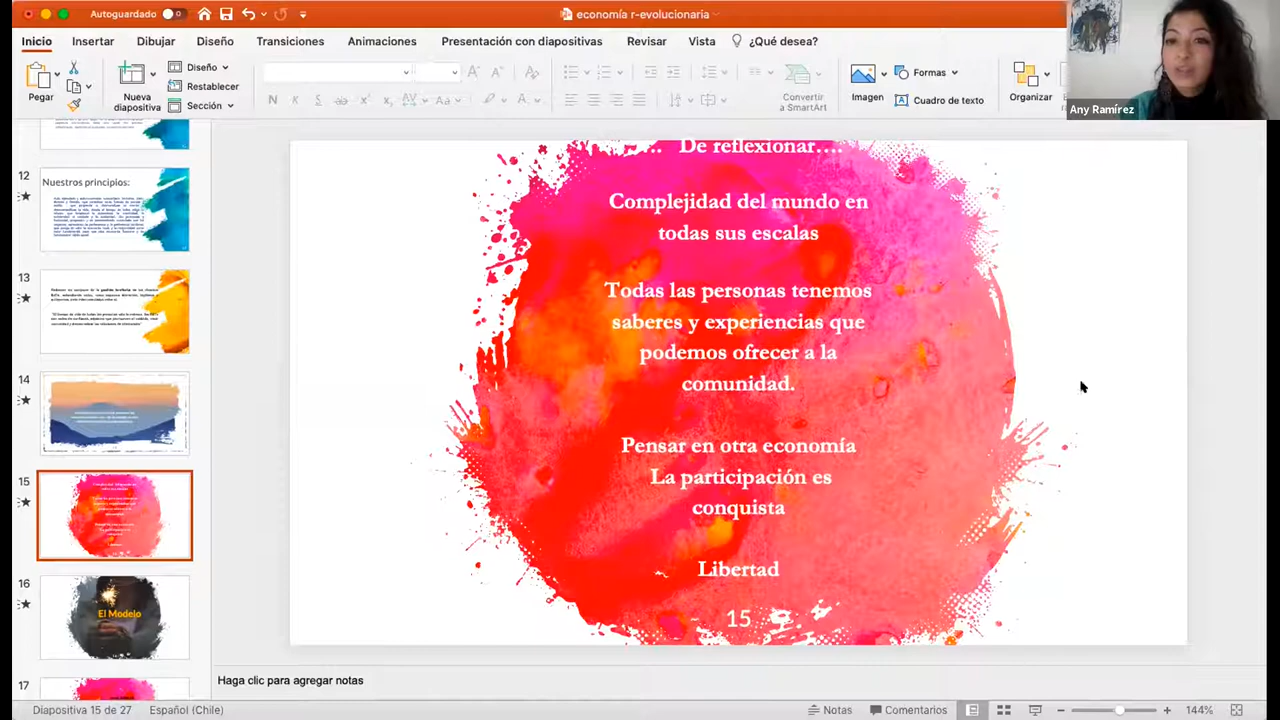 Autoguardado
economía r-evolucionaria
Inicio
Insertar
Dibujar
Diseño
Transiciones
Animaciones
Presentación con diapositivas
Revisar
Vista
¿Qué desea?
Pegar
Nueva
diapositiva
Diseño
Restablecer
Sección
N
K
S
Convertir
a SmartArt
Imagen
Formas
Cuadro de texto
Organizar
Any Ramírez
12
Nuestros principios:
13
14
15
16
El Modelo
17
.. De reflexionar….
Complejidad del mundo en
todas sus escalas
Todas las personas tenemos
saberes y experiencias que
podemos ofrecer a la
comunidad.
Pensar en otra economía
La participación es
conquista
Libertad
15
Haga clic para agregar notas
Diapositiva 15 de 27
Español (Chile)
Notas
Comentarios
144%